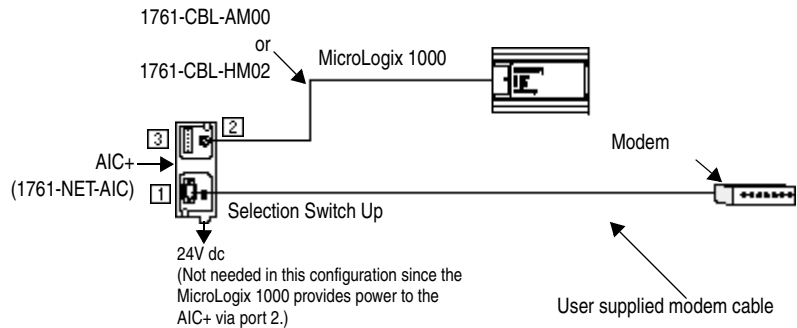 1761-CBL-AM00
or
1761-CBL-HM02
MicroLogix 1000
3
2
AIC+
(1761-NET-AIC)
1
Modem
Selection Switch Up
24V dc
(Not needed in this configuration since the
MicroLogix 1000 provides power to the
AIC+ via port 2.)
User supplied modem cable